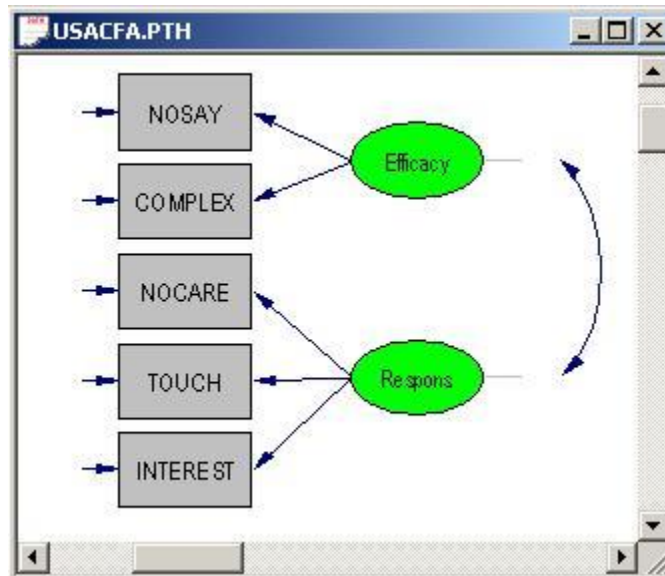 USACFA.PTH
NOSAY
Efficacy
COMPLEX
NOCARE
TOUCH
Respons
INTEREST